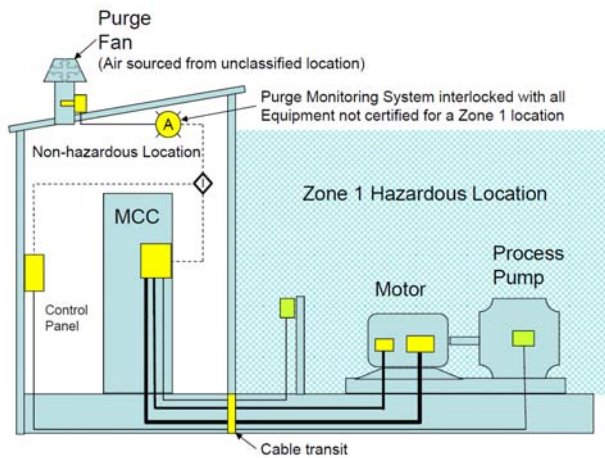 Purge
Fan
(Air sourced from unclassified location)
A
Purge Monitoring System interlocked with all
Equipment not certified for a Zone 1 location
Non-hazardous Location
I
Zone 1 Hazardous Location
MCC
Process
Pump
Motor
Control
Panel
Cable transit